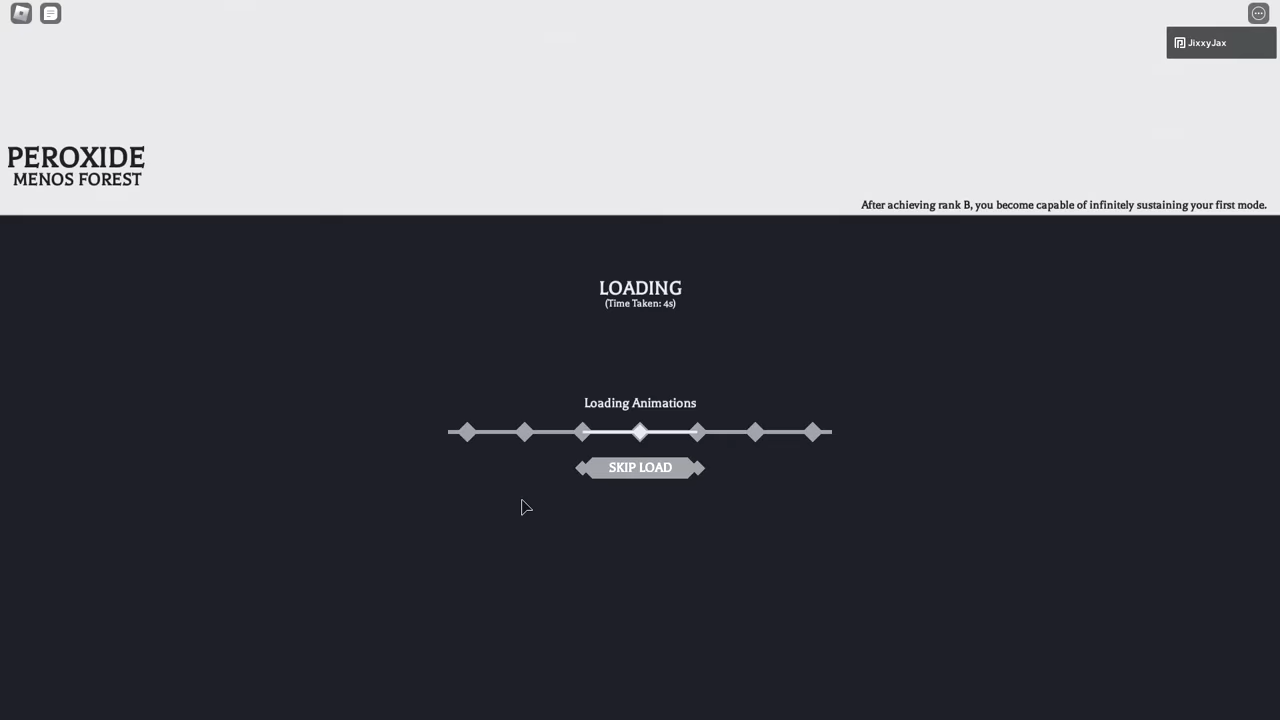 JixxyJax
PEROXIDE
MENOS FOREST
After achieving rank B, you become capable of infinitely sustaining your first mode.
LOADING
(Time Taken: 4s)
Loading Animations
SKIP LOAD